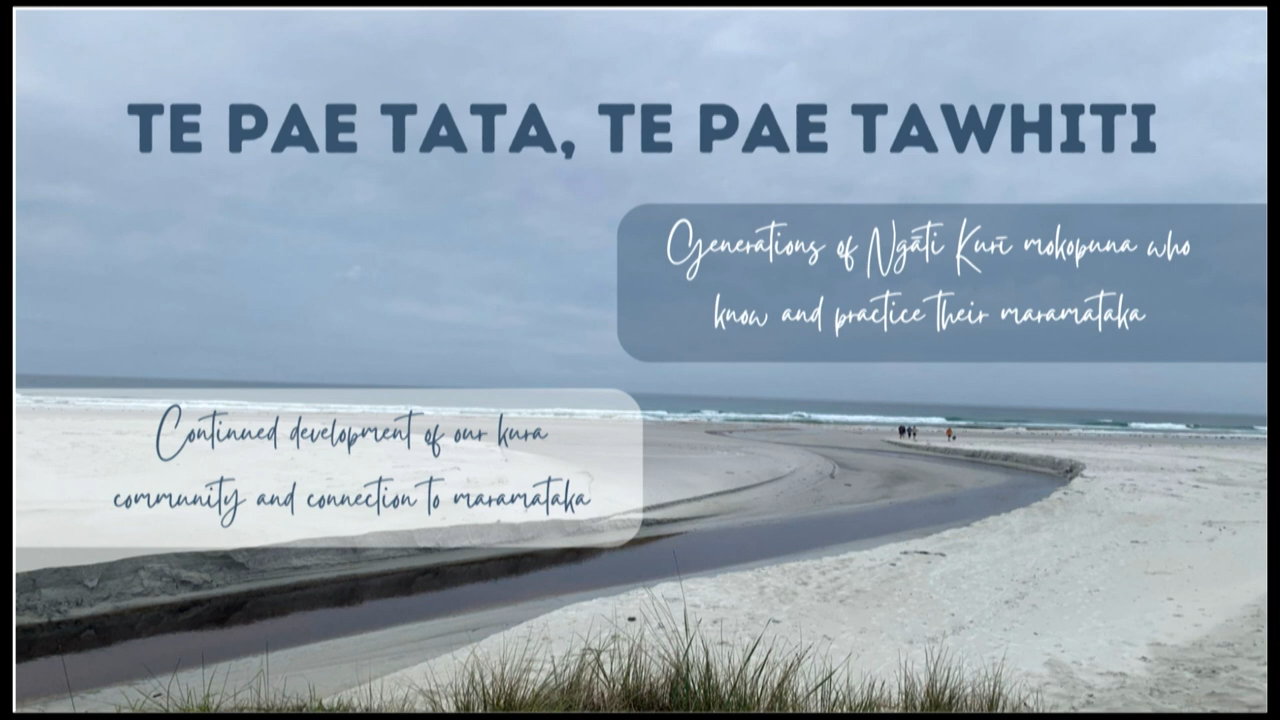 TE PAE TATA, TE PAE TAWHITI
Generations of Ngāti Kurī mokopuna who
know and practice their maramataka
Continued development of our kura
community and connection to maramataka